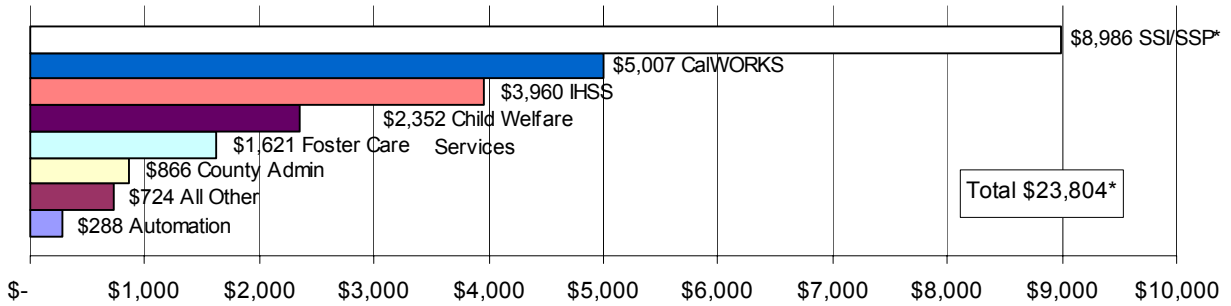 $8,986 SSI/SSP*
$5,007 CalWORKS
$3,960 IHSS
$2,352 Child Welfare
Services
$1,621 Foster Care
$866 County Admin
$724 All Other
$288 Automation
Total $23,804*
$- $1,000 $2,000 $3,000 $4,000 $5,000 $6,000 $7,000 $8,000 $9,000 $10,000